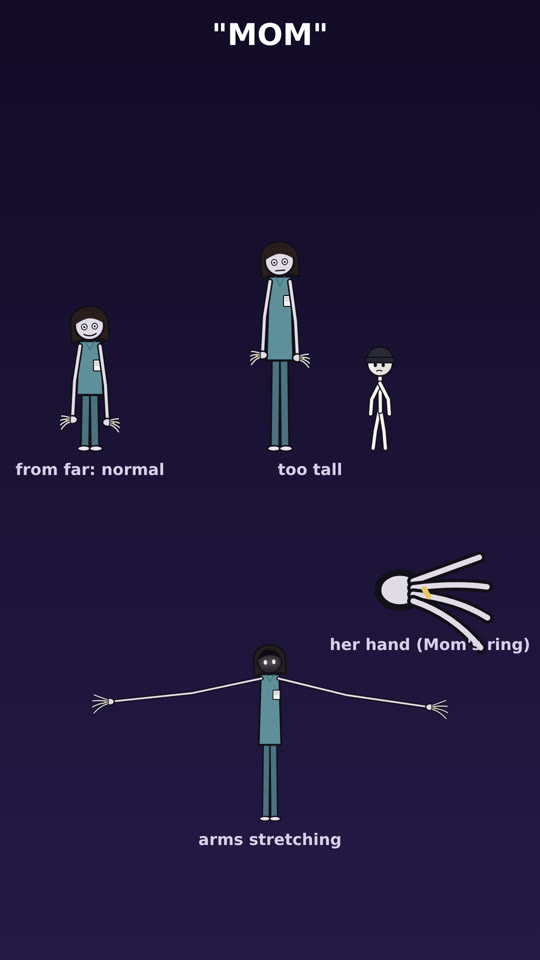 "MOM"
from far: normal
too tall
her hand (Mom's ring)
arms stretching